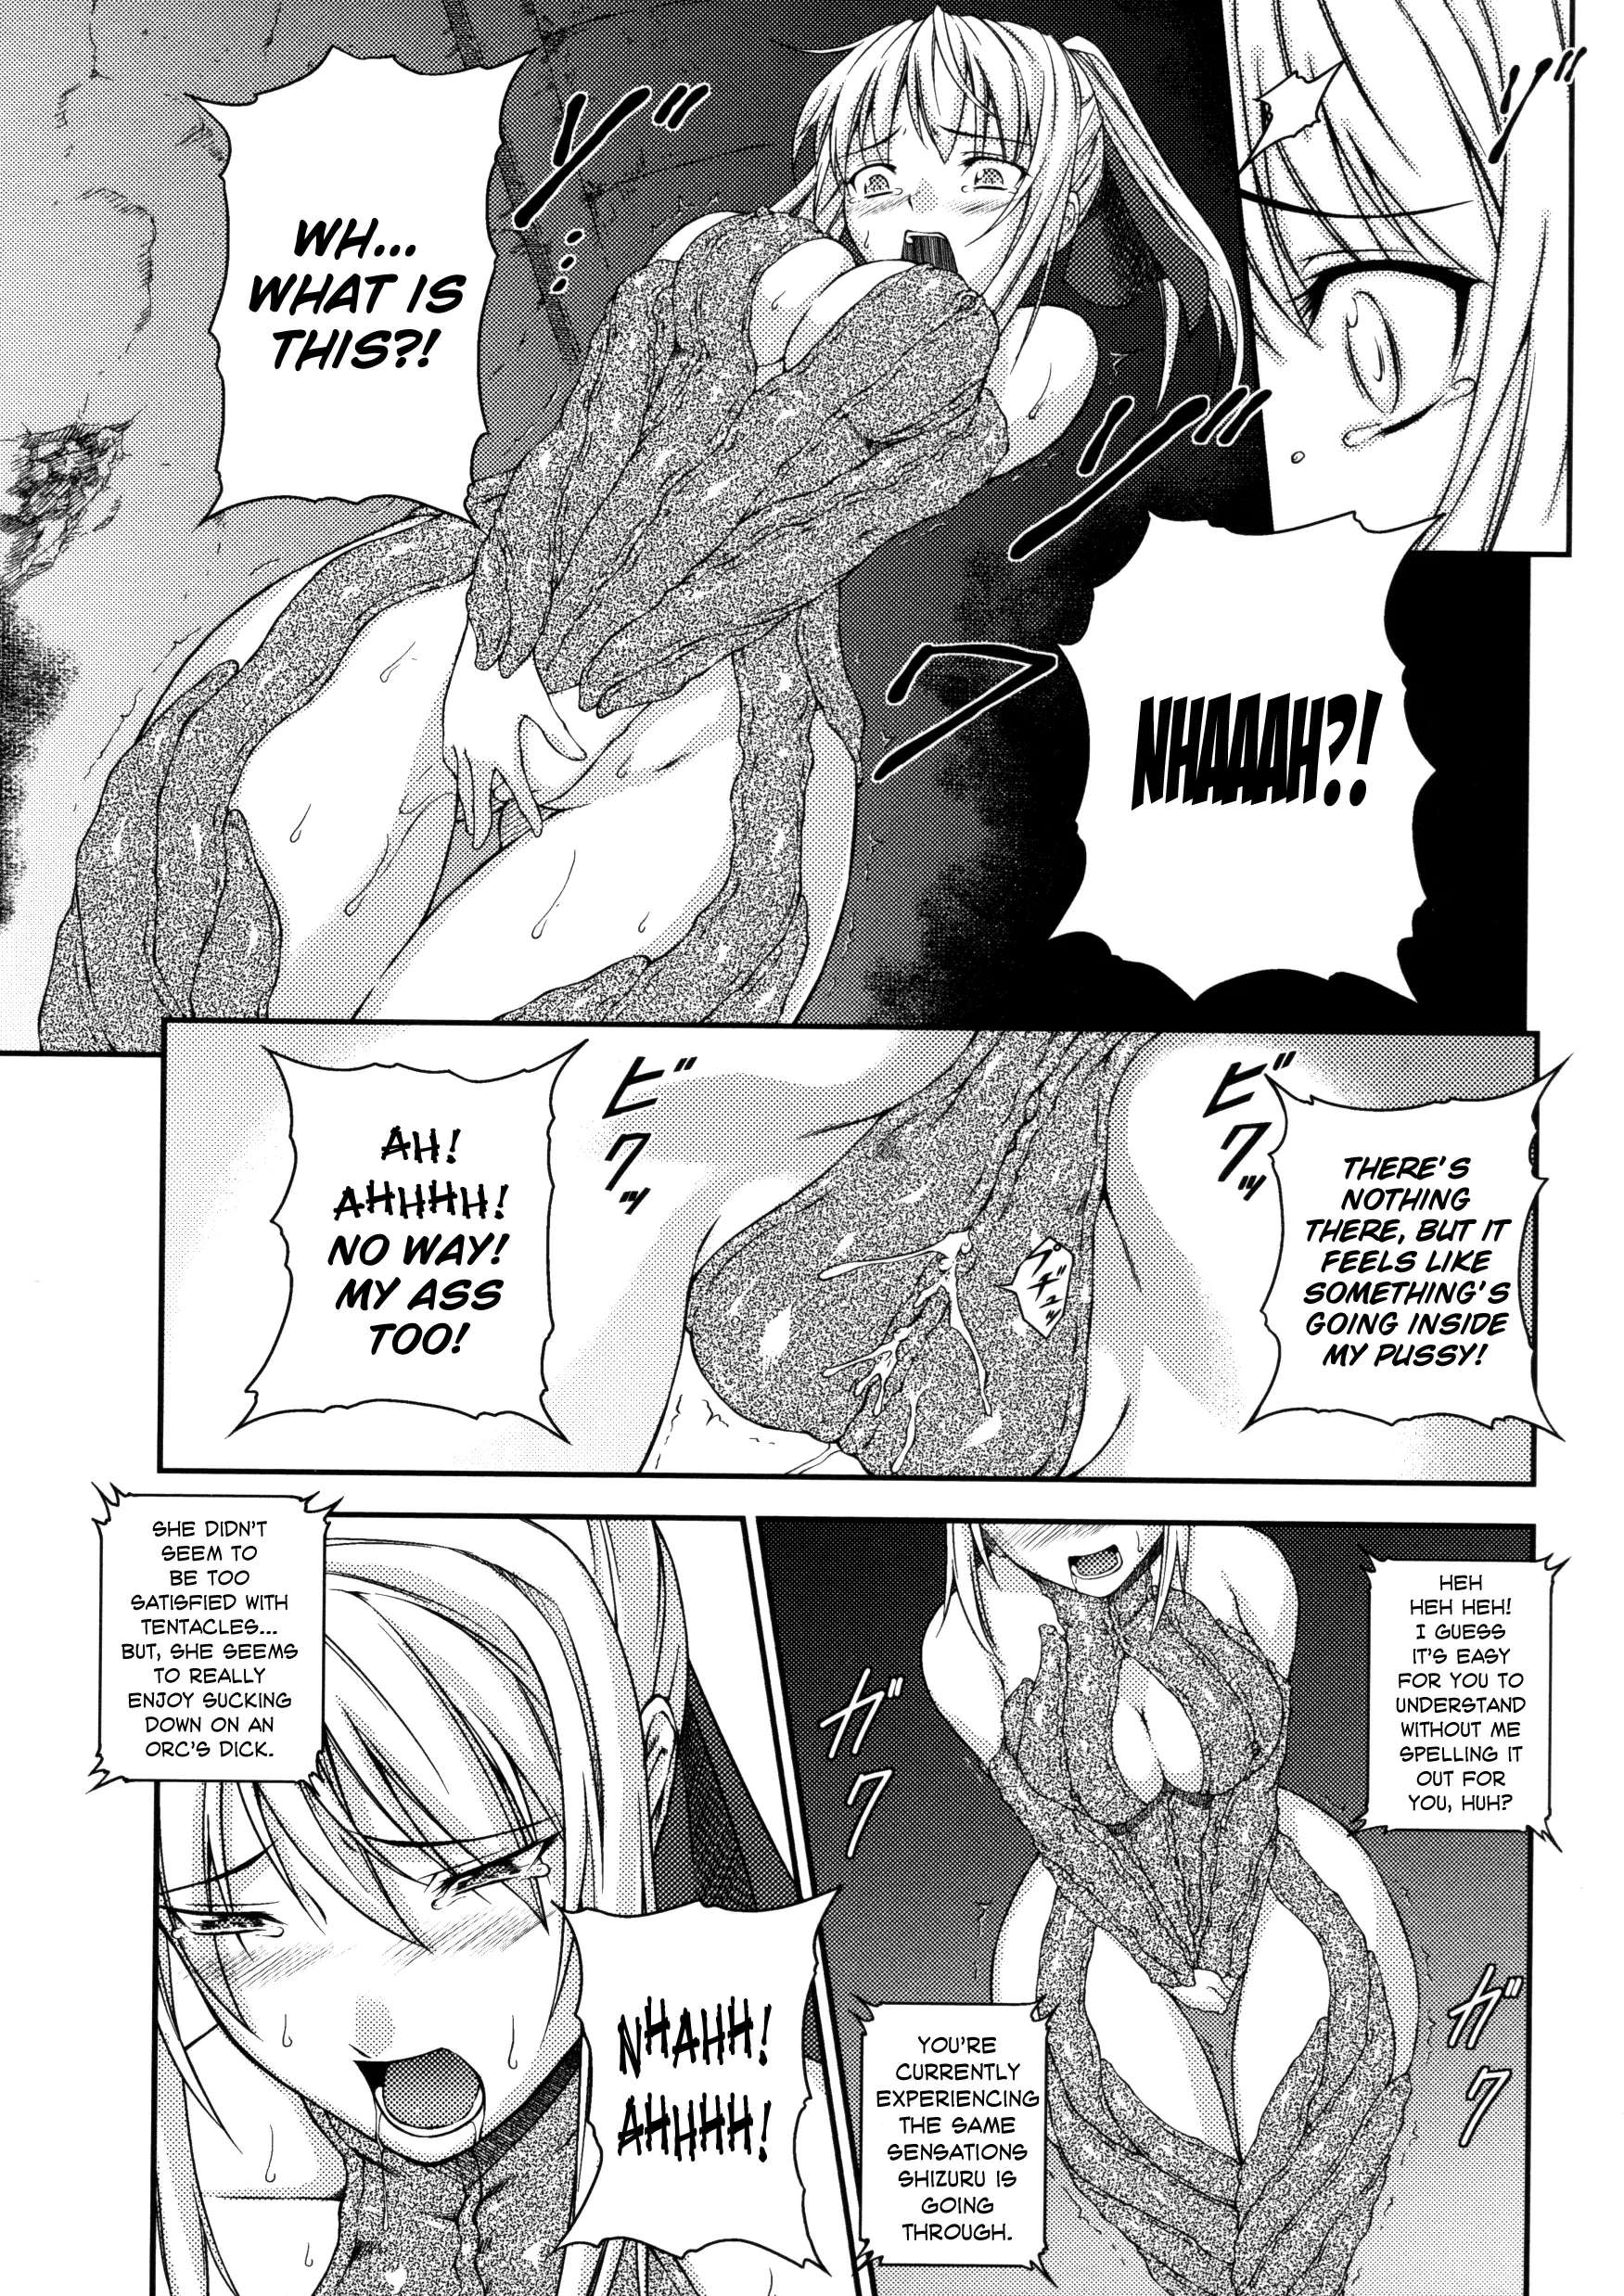 NHAAAH?!
WH...
WHAT IS
THIS?!
THERE'S
NOTHING
THERE, BUT IT
FEELS LIKE
SOMETHING'S
GOING INSIDE
MY PUSSY!
ビクッ
グチュッ
ビクッ
AH!
AHHHH!
NO WAY!
MY ASS
TOO!
HEH
HEH HEH!
I GUESS
IT'S EASY
FOR YOU TO
UNDERSTAND
WITHOUT ME
SPELLING IT
OUT FOR
YOU, HUH?
ガク
ガク
YOU'RE
CURRENTLY
EXPERIENCING
THE SAME
SENSATIONS
SHIZURU IS
GOING
THROUGH.
SHE DIDN'T
SEEM TO
BE TOO
SATISFIED WITH
TENTACLES...
BUT, SHE SEEMS
TO REALLY
ENJOY SUCKING
DOWN ON AN
ORC'S DICK.
NHAHH!
AHHHH!